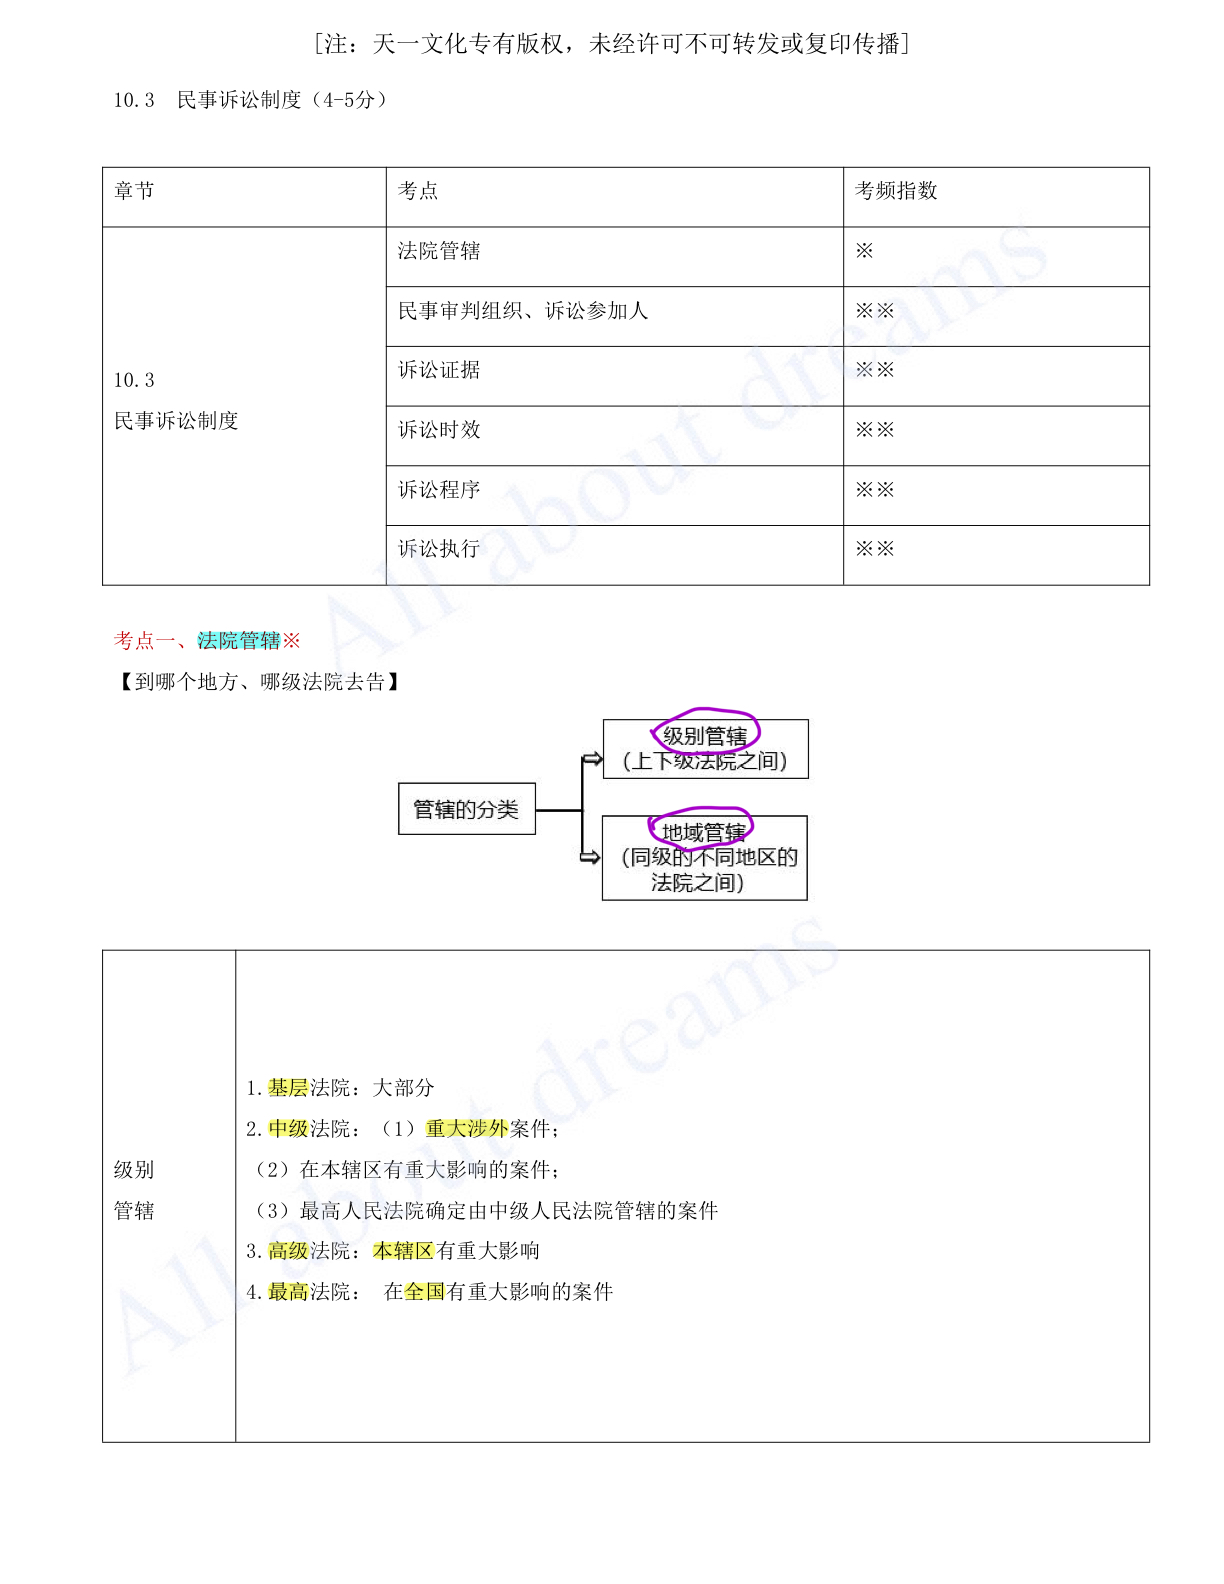 [注：天一文化专有版权，未经许可不可转发或复印传播]
10.3 民事诉讼制度（4-5分）
章节 考点 考频指数
法院管辖 ※
民事审判组织、诉讼参加人 ※※
诉讼证据 ※※
10.3
民事诉讼制度
诉讼时效 ※※
诉讼程序 ※※
诉讼执行 ※※
考点一、法院管辖※
【到哪个地方、哪级法院去告】
管辖的分类
级别管辖
（上下级法院之间）
地域管辖
（同级的不同地区的
法院之间）
级别
管辖
1.基层法院：大部分
2.中级法院：（1）重大涉外案件；
（2）在本辖区有重大影响的案件；
（3）最高人民法院确定由中级人民法院管辖的案件
3.高级法院：本辖区有重大影响
4.最高法院： 在全国有重大影响的案件
All about dreams
All about dreams